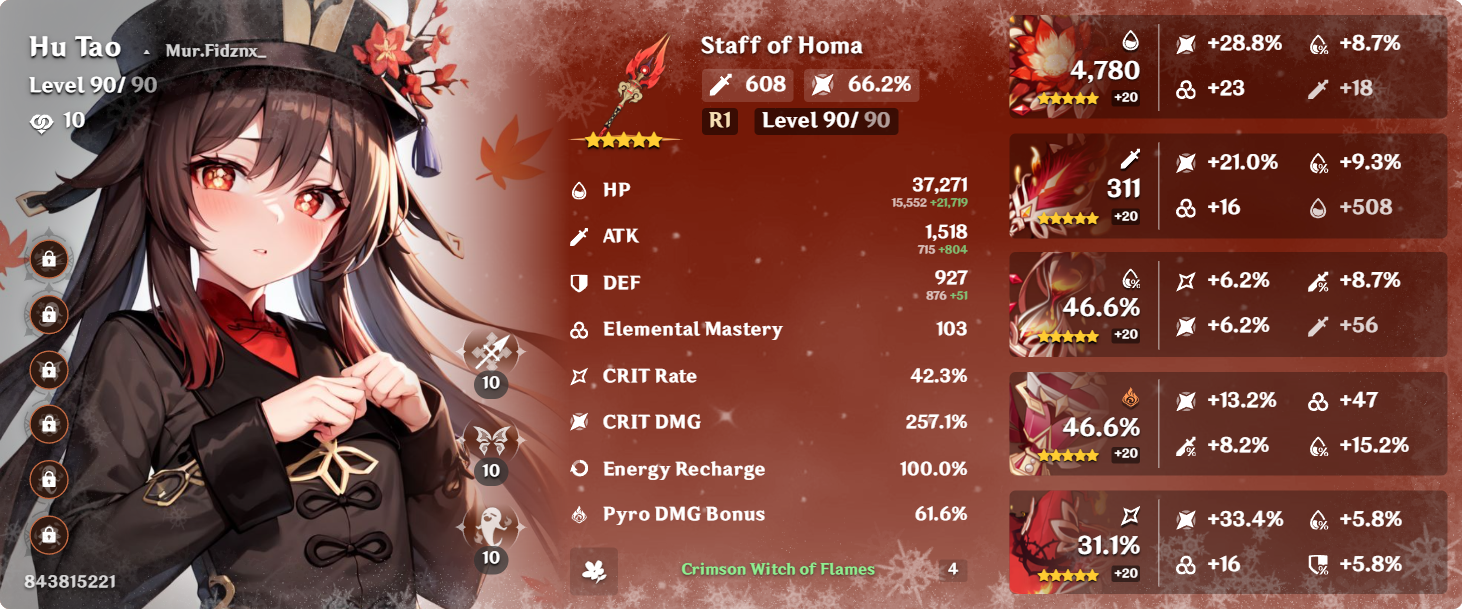 Hu Tao
Mur.Fidznx_
Level 90/ 90
10
10
10
10
843815221
Staff of Homa
608 66.2%
R1 Level 90/ 90
HP 37,271
15,552 +21,719
ATK 1,518
715 +804
DEF 927
876 +51
Elemental Mastery 103
CRIT Rate 42.3%
CRIT DMG 257.1%
Energy Recharge 100.0%
Pyro DMG Bonus 61.6%
Crimson Witch of Flames 4
4,780
+20
+28.8% +8.7%
+23 +18
311
+20
+21.0% +9.3%
+16 +508
46.6%
+20
+6.2% +8.7%
+6.2% +56
46.6%
+20
+13.2% +47
+8.2% +15.2%
31.1%
+20
+33.4% +5.8%
+16 +5.8%